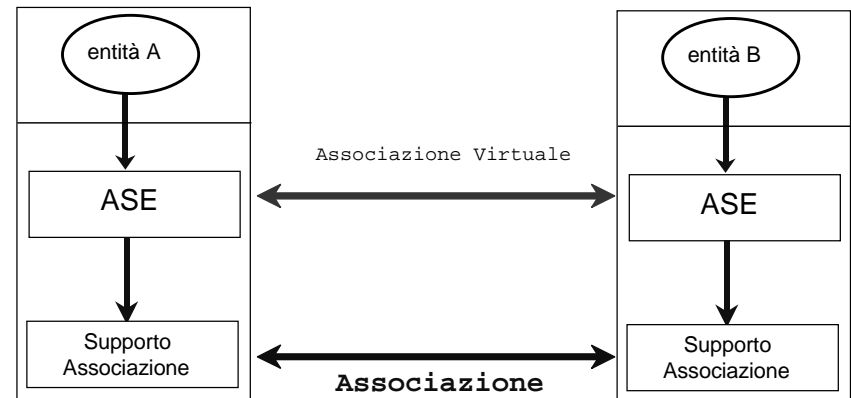 entità A
entità B
Associazione Virtuale
ASE
ASE
Supporto
Associazione
Supporto
Associazione
Associazione